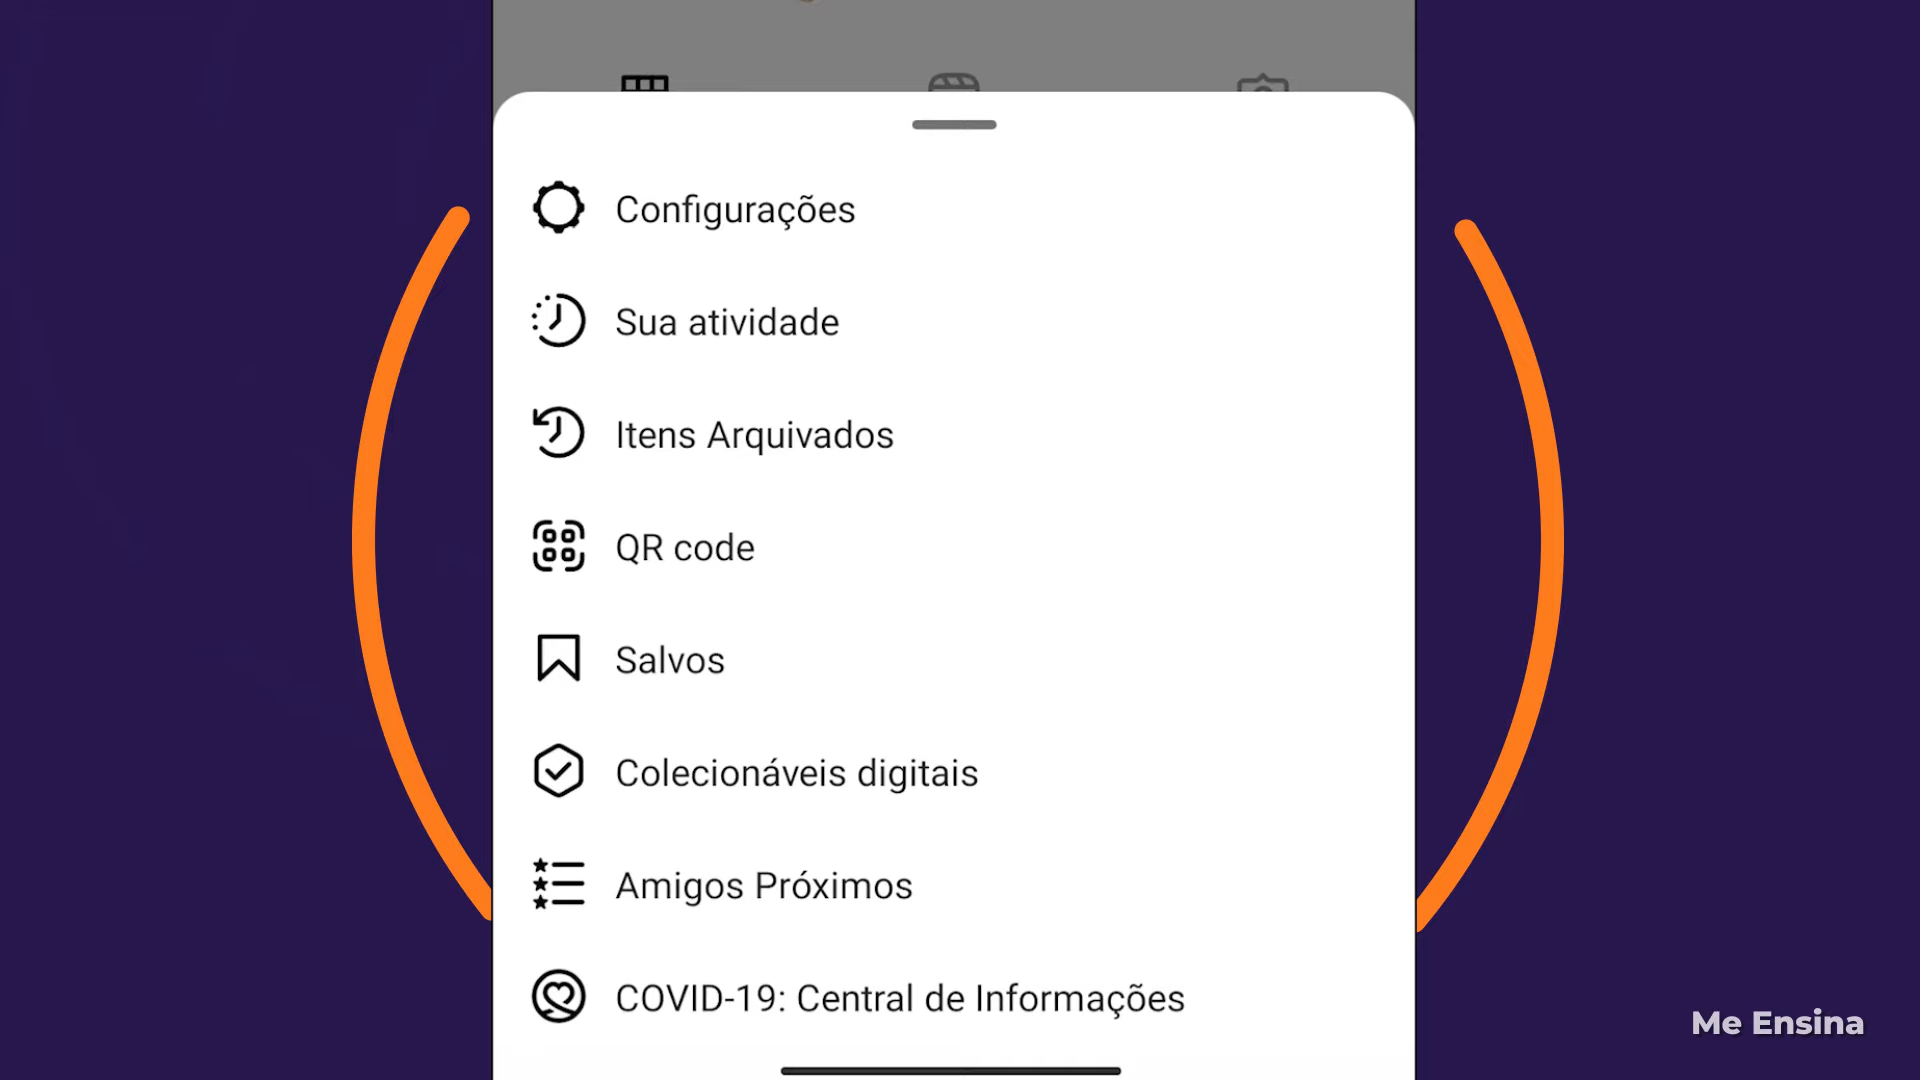 Configurações
Sua atividade
Itens Arquivados
QR code
Salvos
Colecionáveis digitais
Amigos Próximos
COVID-19: Central de Informações
Me Ensina